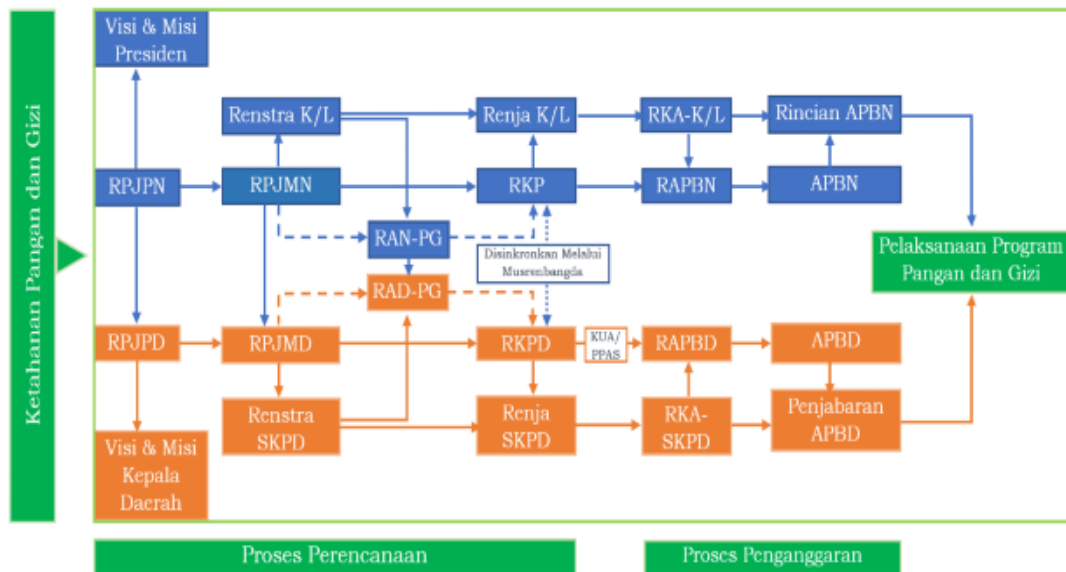 Ketahanan Pangan dan Gizi
Visi & Misi
Presiden
Renstra K/L
Renja K/L
RKA-K/L
Rincian APBN
RPJPN
RPJMN
RKP
RAPBN
APBN
RAN-PG
Disinkronkan Melalui
Musrenbangda
Pelaksanaan Program
Pangan dan Gizi
RAD-PG
RPJPD
RPJMD
RKPD
KUA/
PPAS
RAPBD
APBD
Renstra
SKPD
Renja
SKPD
RKA-
SKPD
Penjabaran
APBD
Visi & Misi
Kepala
Daerah
Proses Perencanaan
Proses Penganggaran